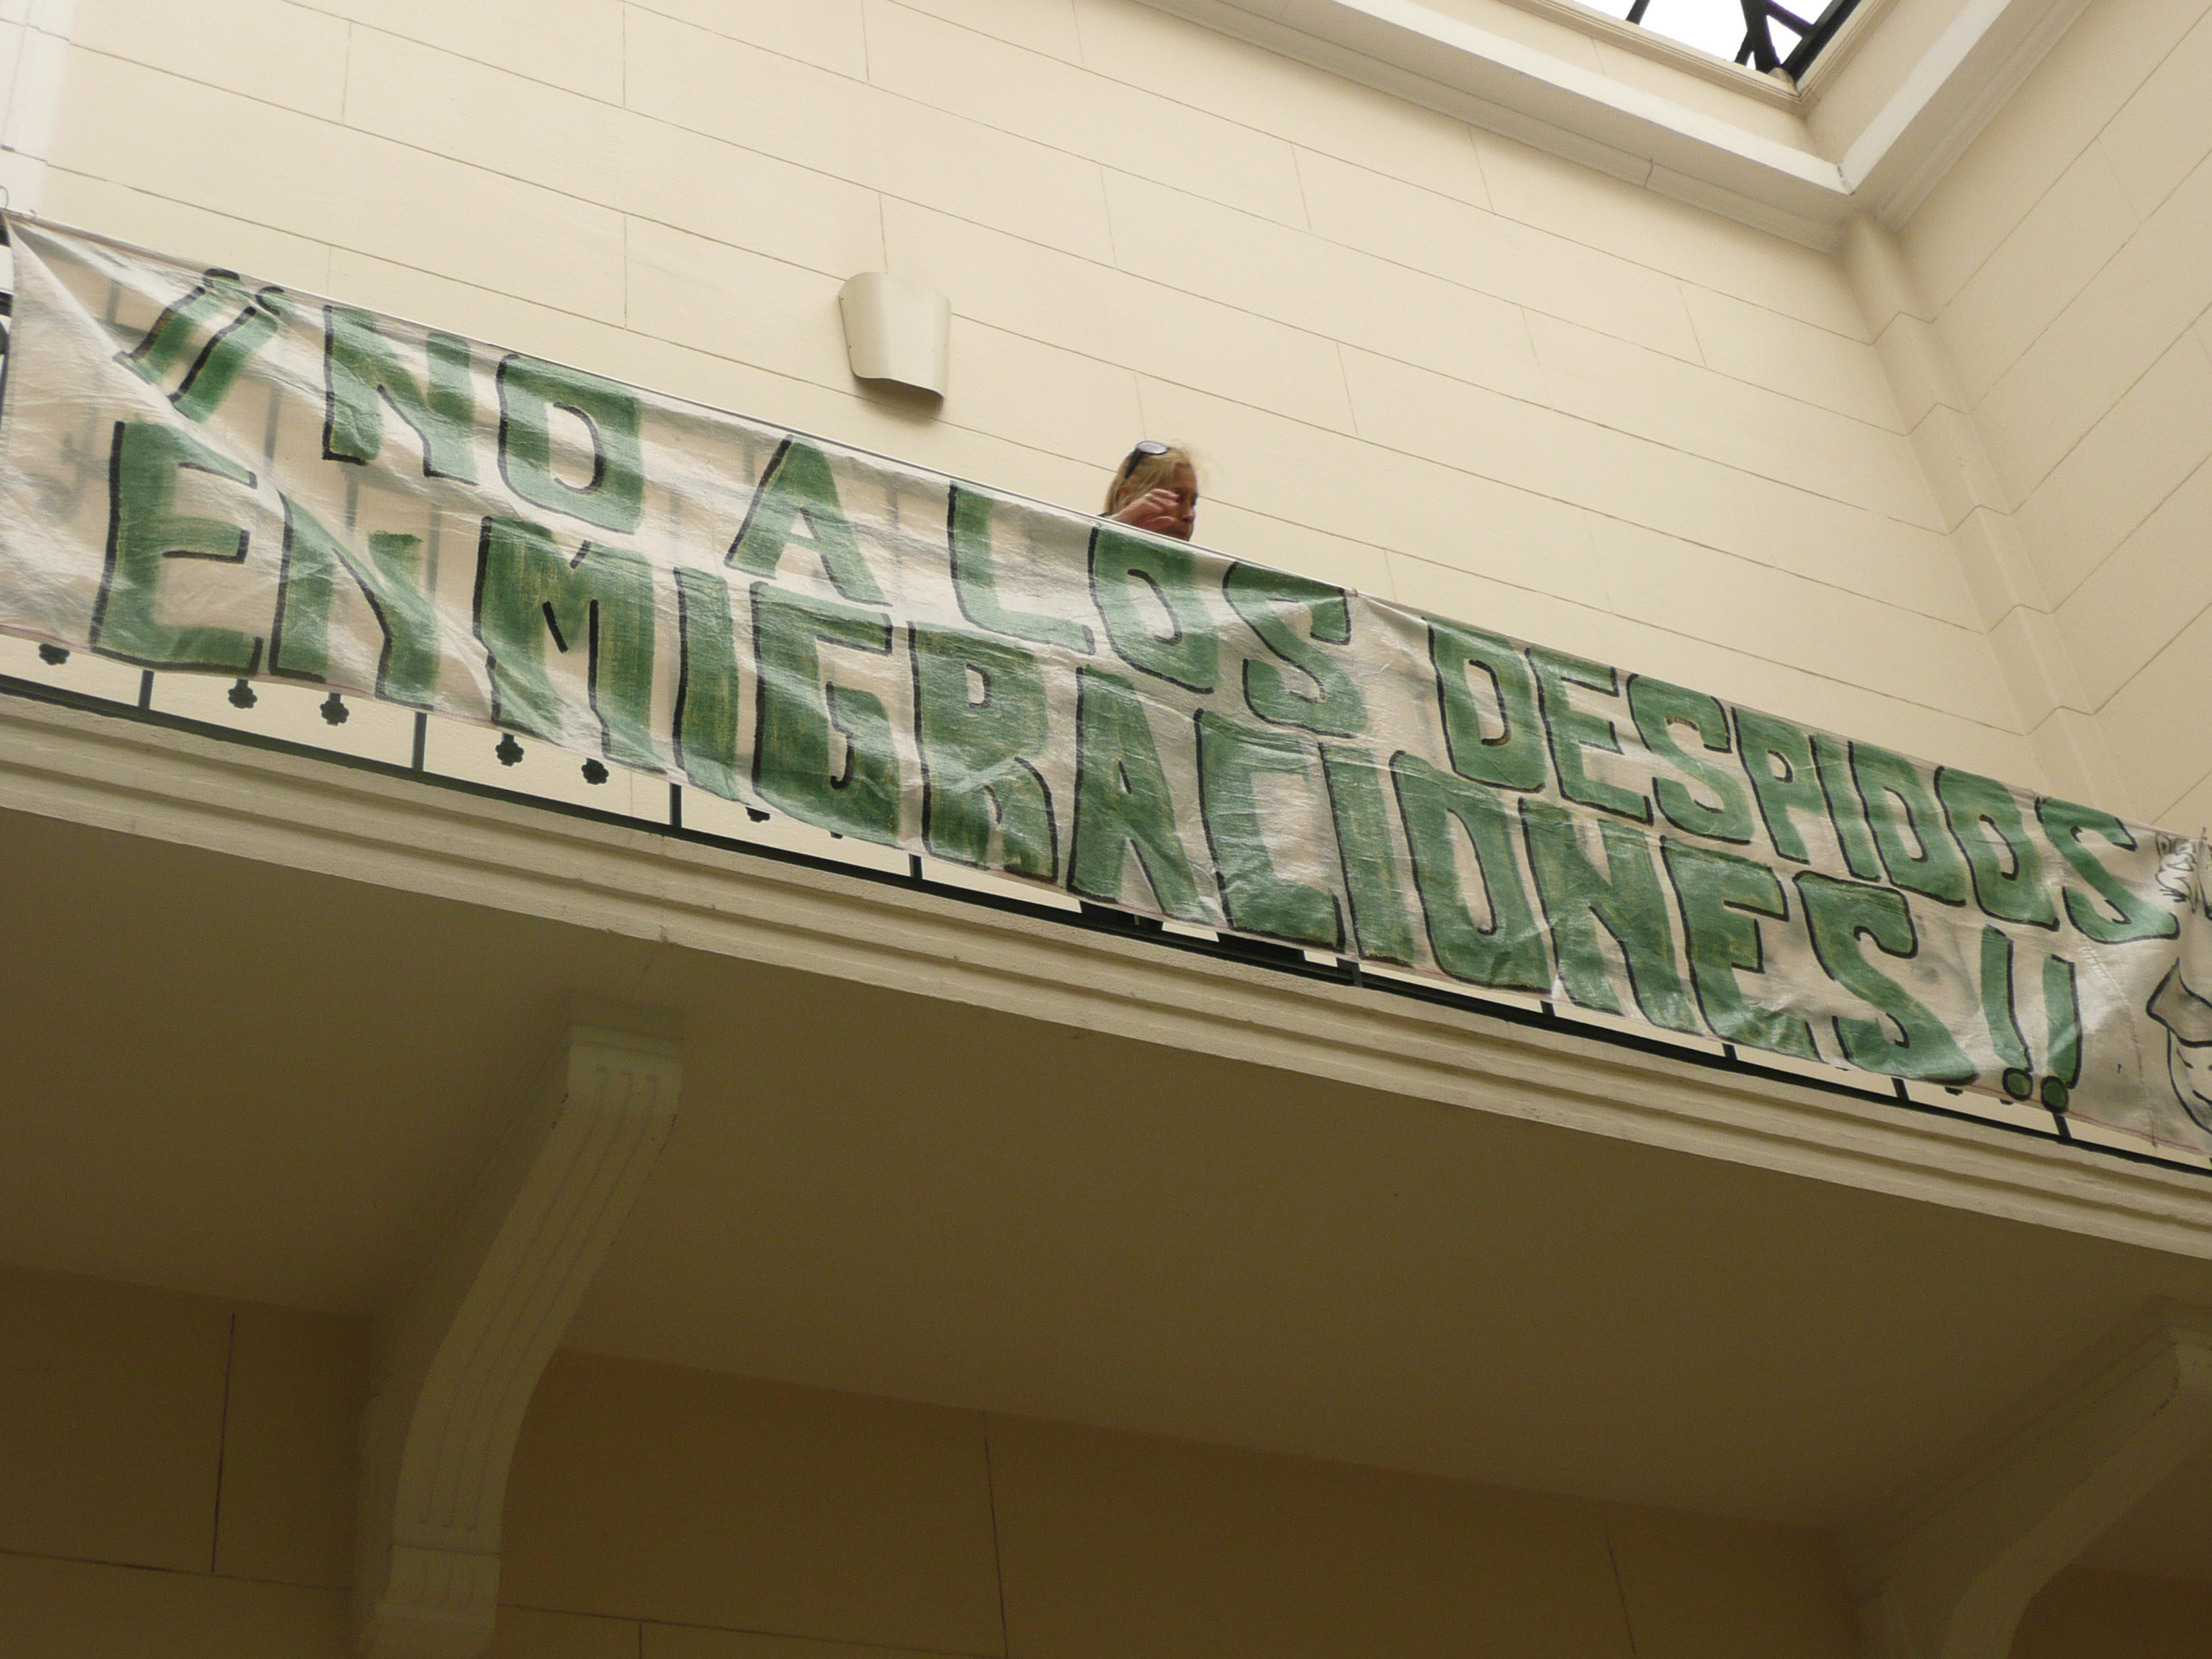 ¡¡NO A LOS DESPIDOS
EN MIGRACIONES!!